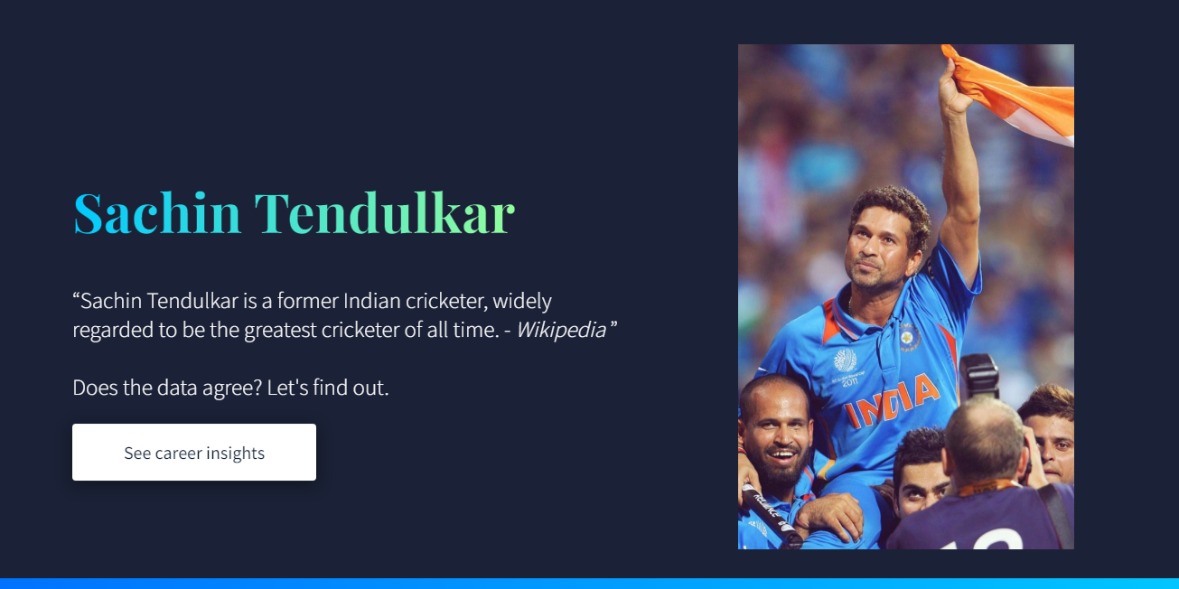 Sachin Tendulkar
“Sachin Tendulkar is a former Indian cricketer, widely
regarded to be the greatest cricketer of all time. - Wikipedia ”
Does the data agree? Let's find out.
See career insights
2011
INDIA